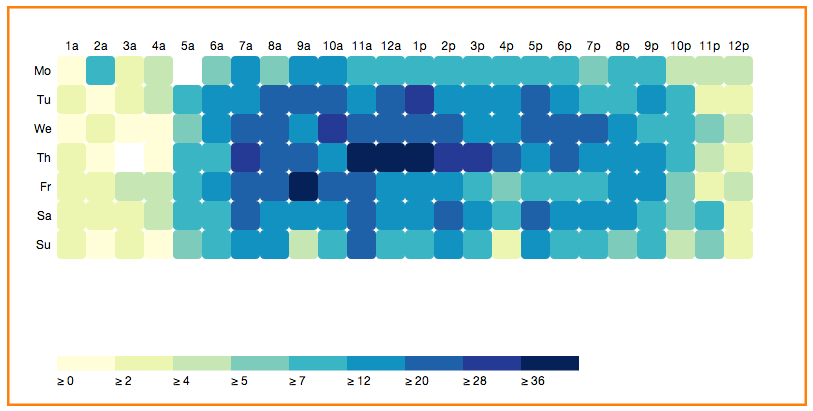 1a 2a 3a 4a 5a 6a 7a 8a 9a 10a 11a 12a 1p 2p 3p 4p 5p 6p 7p 8p 9p 10p 11p 12p
Mo
Tu
We
Th
Fr
Sa
Su
≥ 0 ≥ 2 ≥ 4 ≥ 5 ≥ 7 ≥ 12 ≥ 20 ≥ 28 ≥ 36